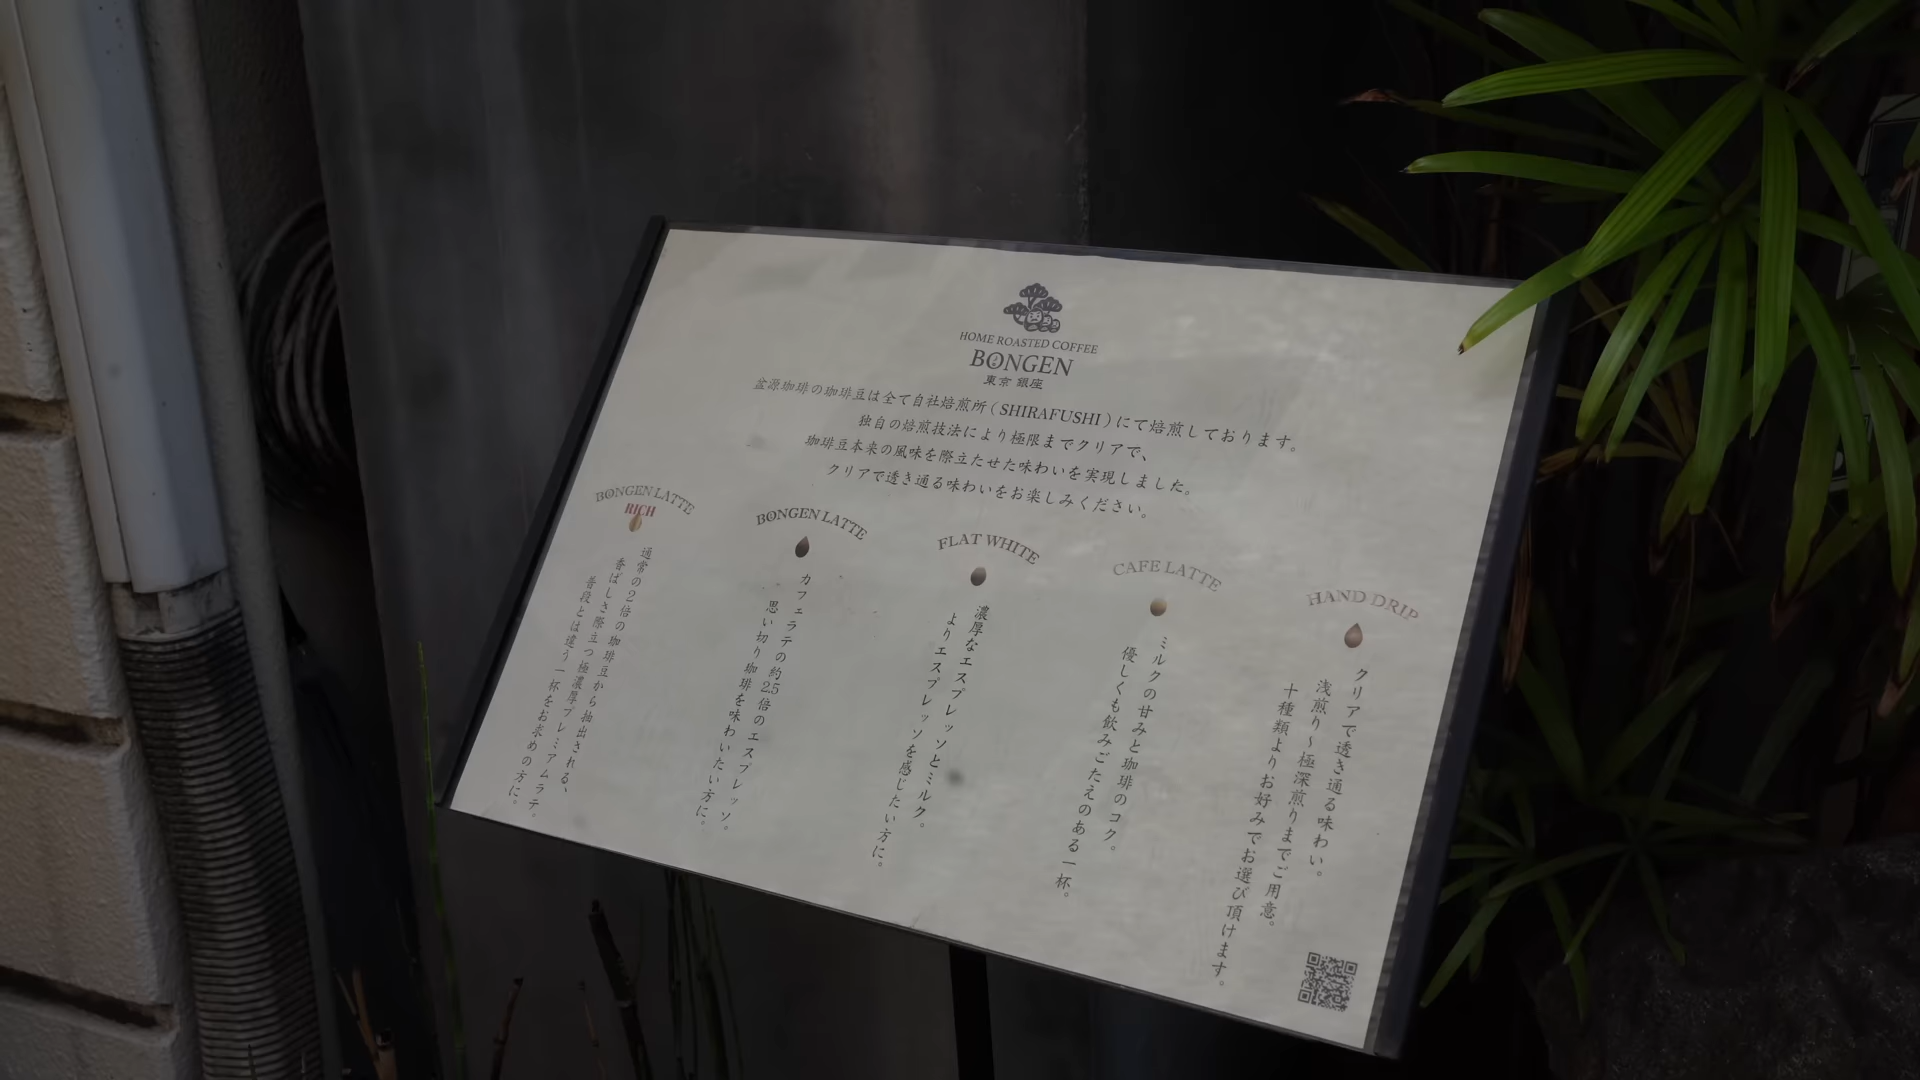 HOME ROASTED COFFEE
BONGEN
東京 銀座
盆源珈琲の珈琲豆は全て自社焙煎所(SHIRAFUSHI)にて焙煎しております。
独自の焙煎技法により極限までクリアで、
珈琲豆本来の風味を際立たせた味わいを実現しました。
クリアで透き通る味わいをお楽しみください。
BONGEN LATTE
RICH
通常の2倍の珈琲豆から抽出される、
香ばしさ際立つ極濃厚プレミアムラテ。
普段とは違う一杯をお求めの方に。
BONGEN LATTE
カフェラテの約2.5倍のエスプレッソ。
思い切り珈琲を味わいたい方に。
FLAT WHITE
濃厚なエスプレッソとミルク。
よりエスプレッソを感じたい方に。
CAFE LATTE
ミルクの甘みと珈琲のコク。
優しくも飲みごたえのある一杯。
HAND DRIP
クリアで透き通る味わい。
浅煎り~極深煎りまでご用意。
十種類よりお好みでお選び頂けます。